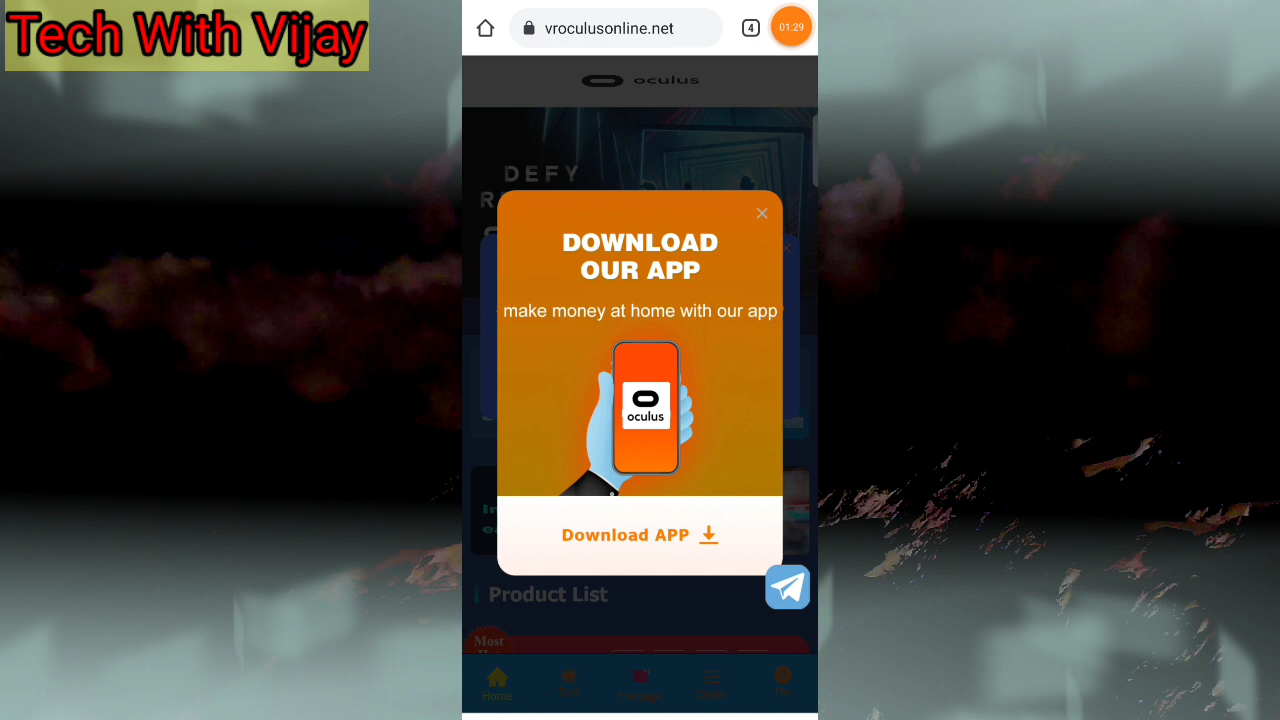 Tech With Vijay
vroculusonline.net
4
01:29
oculus
DEFY
DOWNLOAD
OUR APP
make money at home with our app
oculus
Download APP
Product List
Most
Home